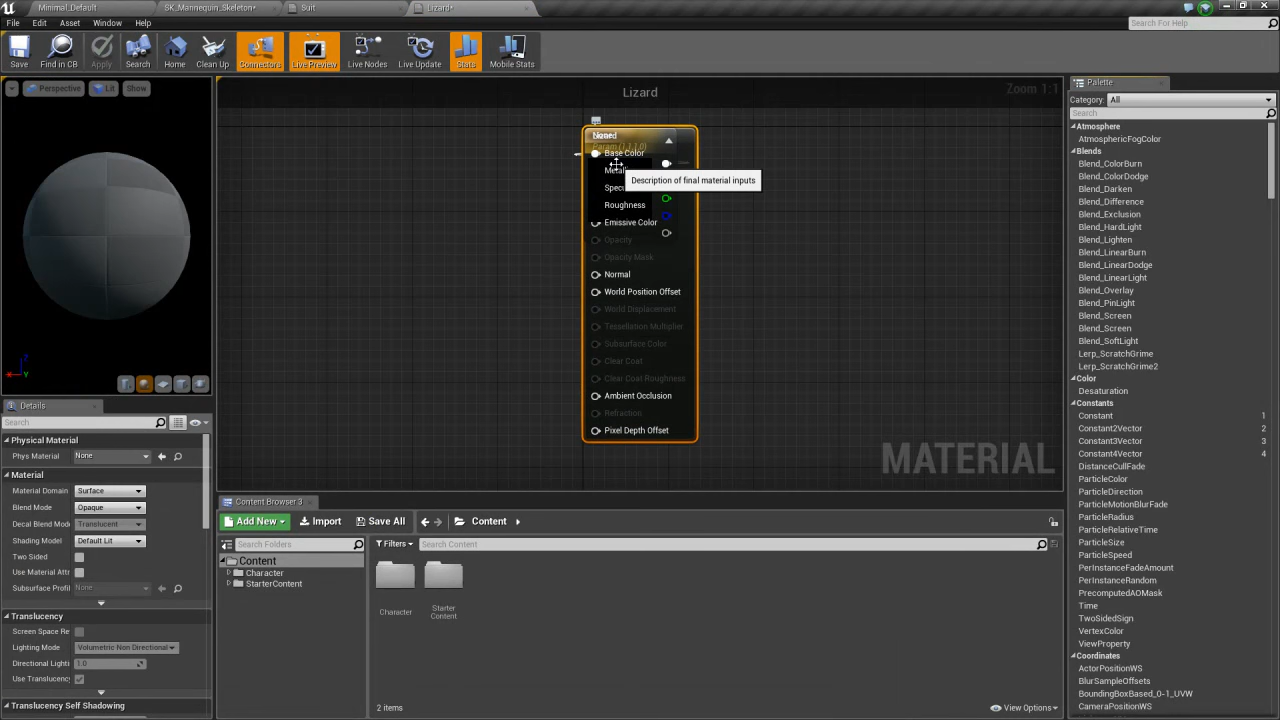 Minimal_Default
SK_Mannequin_Skeleton*
Suit
Lizard*
File
Edit
Asset
Window
Help
Search For Help
Save
Find in CB
Apply
Search
Home
Clean Up
Connectors
Live Preview
Live Nodes
Live Update
Stats
Mobile Stats
Perspective
Lit
Show
Lizard
Zoom 1:1
Param (1,1,1,0)
Base Color
Description of final material inputs
Roughness
Emissive Color
Opacity
Opacity Mask
Normal
World Position Offset
World Displacement
Tessellation Multiplier
Subsurface Color
Clear Coat
Clear Coat Roughness
Ambient Occlusion
Refraction
Pixel Depth Offset
MATERIAL
Z
Y
Details
Search
Physical Material
Phys Material
None
Material
Material Domain
Surface
Blend Mode
Opaque
Decal Blend Mod
Translucent
Shading Model
Default Lit
Two Sided
Use Material Attr
Subsurface Profil
None
Translucency
Screen Space Re
Lighting Mode
Volumetric Non Directional
Directional Lighti
1.0
Use Translucency
Translucency Self Shadowing
Content Browser 3
Add New
Import
Save All
Content
Search Folders
Filters
Search Content
Content
Character
StarterContent
Character
Starter
Content
2 items
View Options
Palette
Category:
All
Search
Atmosphere
AtmosphericFogColor
Blends
Blend_ColorBurn
Blend_ColorDodge
Blend_Darken
Blend_Difference
Blend_Exclusion
Blend_HardLight
Blend_Lighten
Blend_LinearBurn
Blend_LinearDodge
Blend_LinearLight
Blend_Overlay
Blend_PinLight
Blend_Screen
Blend_Screen
Blend_SoftLight
Lerp_ScratchGrime
Lerp_ScratchGrime2
Color
Desaturation
Constants
Constant 1
Constant2Vector 2
Constant3Vector 3
Constant4Vector 4
DistanceCullFade
ParticleColor
ParticleDirection
ParticleMotionBlurFade
ParticleRadius
ParticleRelativeTime
ParticleSize
ParticleSpeed
PerInstanceFadeAmount
PerInstanceRandom
PrecomputedAOMask
Time
TwoSidedSign
VertexColor
ViewProperty
Coordinates
ActorPositionWS
BlurSampleOffsets
BoundingBoxBased_0-1_UVW
CameraPositionWS